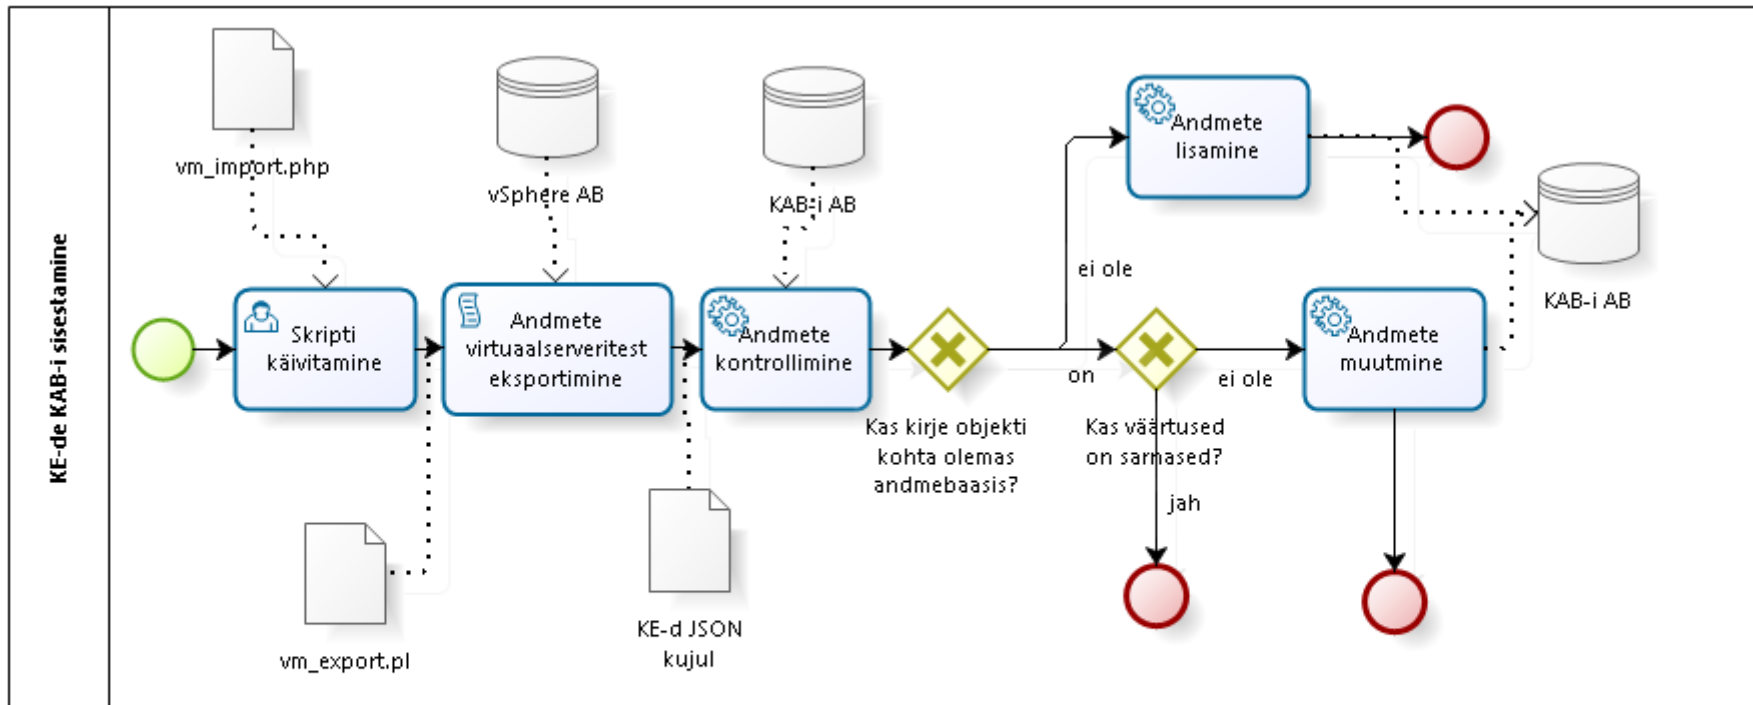 KE-de KAB-i sisestamine
vm_import.php
vSphere AB
KAB-i AB
Andmete
lisamine
KAB-i AB
ei ole
Skripti
käivitamine
Andmete
virtuaalserveritest
eksportimine
Andmete
kontrollimine
on
ei ole
Andmete
muutmine
Kas kirje objekti
kohta olemas
andmebaasis?
Kas väärtused
on sarnased?
jah
vm_export.pl
KE-d JSON
kujul